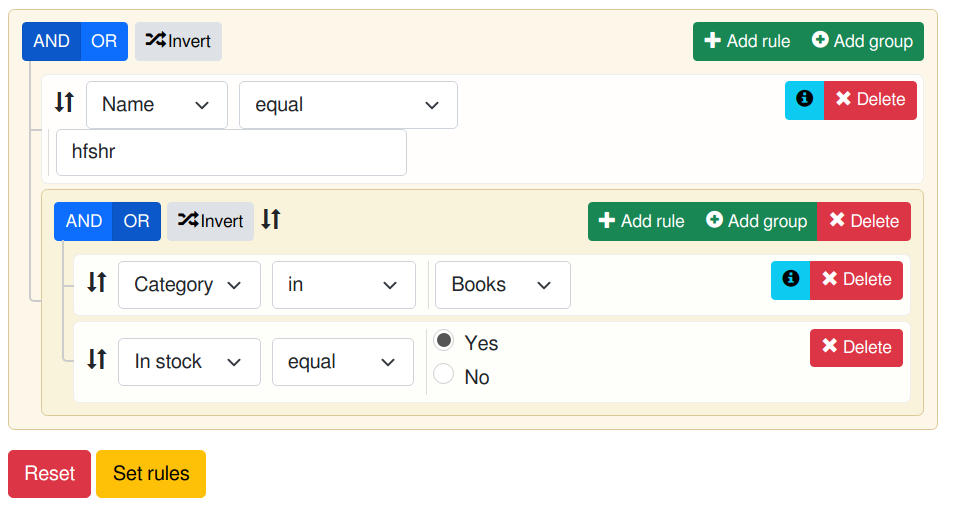 AND OR Invert Add rule Add group
Name equal Delete
hfshr
AND OR Invert Add rule Add group Delete
Category in Books Delete
In stock equal Yes Delete
No
Reset Set rules